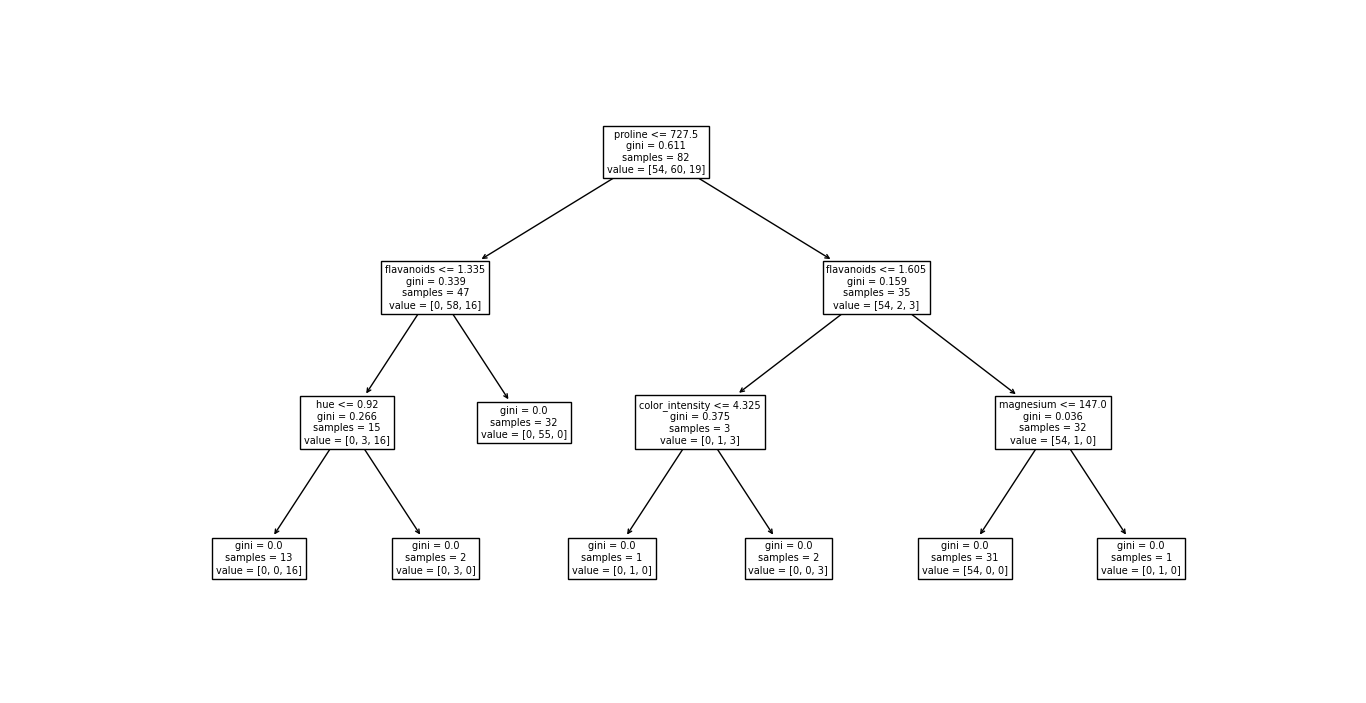 proline <= 727.5
gini = 0.611
samples = 82
value = [54, 60, 19]
flavanoids <= 1.335
gini = 0.339
samples = 47
value = [0, 58, 16]
flavanoids <= 1.605
gini = 0.159
samples = 35
value = [54, 2, 3]
hue <= 0.92
gini = 0.266
samples = 15
value = [0, 3, 16]
gini = 0.0
samples = 32
value = [0, 55, 0]
color_intensity <= 4.325
gini = 0.375
samples = 3
value = [0, 1, 3]
magnesium <= 147.0
gini = 0.036
samples = 32
value = [54, 1, 0]
gini = 0.0
samples = 13
value = [0, 0, 16]
gini = 0.0
samples = 2
value = [0, 3, 0]
gini = 0.0
samples = 1
value = [0, 1, 0]
gini = 0.0
samples = 2
value = [0, 0, 3]
gini = 0.0
samples = 31
value = [54, 0, 0]
gini = 0.0
samples = 1
value = [0, 1, 0]